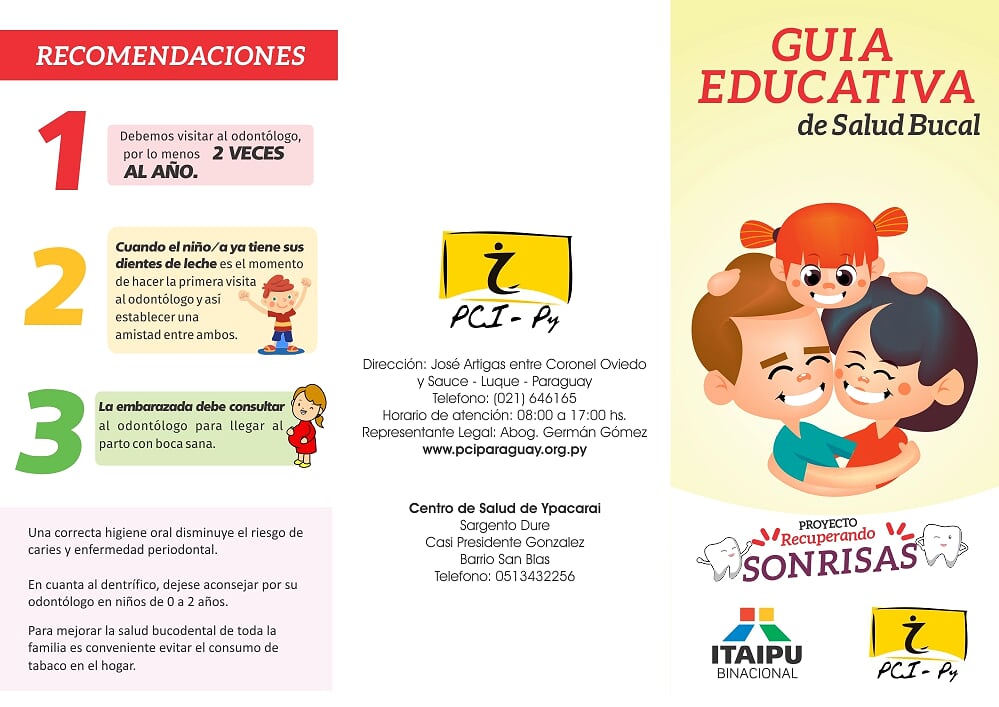 RECOMENDACIONES
1
Debemos visitar al odontólogo,
por lo menos 2 VECES
AL AÑO.
2
Cuando el niño/a ya tiene sus
dientes de leche es el momento
de hacer la primera visita
al odontólogo y así
establecer una
amistad entre ambos.
3
La embarazada debe consultar
al odontólogo para llegar al
parto con boca sana.
Una correcta higiene oral disminuye el riesgo de
caries y enfermedad periodontal.
En cuanta al dentrífico, dejese aconsejar por su
odontólogo en niños de 0 a 2 años.
Para mejorar la salud bucodental de toda la
familia es conveniente evitar el consumo de
tabaco en el hogar.
i
PCI - Py
Dirección: José Artigas entre Coronel Oviedo
y Sauce - Luque - Paraguay
Telefono: (021) 646165
Horario de atención: 08:00 a 17:00 hs.
Representante Legal: Abog. Germán Gómez
www.pciparaguay.org.py
Centro de Salud de Ypacarai
Sargento Dure
Casi Presidente Gonzalez
Barrio San Blas
Telefono: 0513432256
GUIA
EDUCATIVA
de Salud Bucal
PROYECTO
Recuperando
SONRISAS
ITAIPU
BINACIONAL
i
PCI - Py